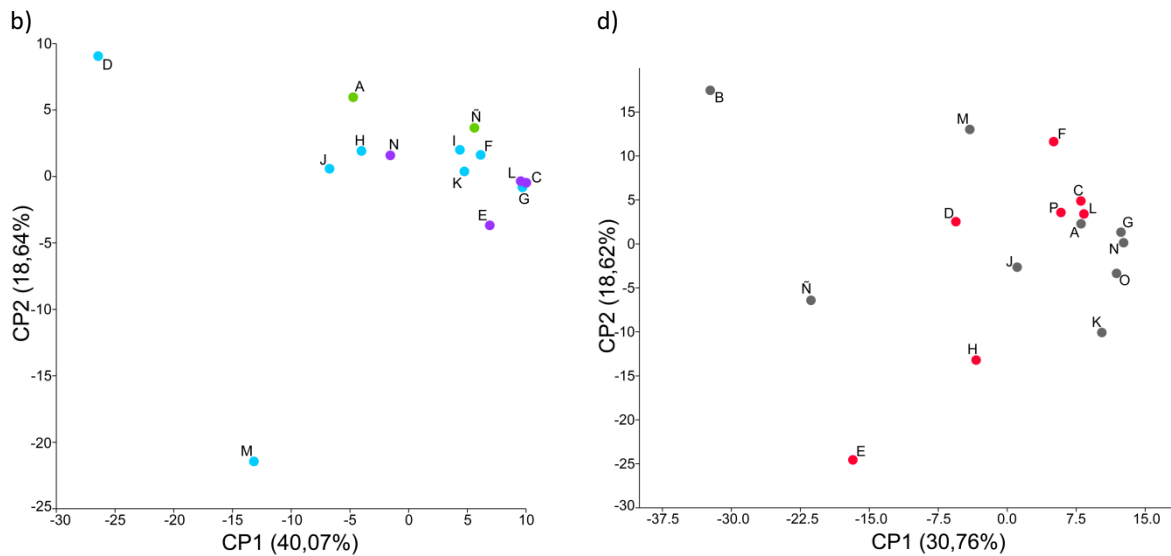 b)
10
5
0
-5
-10
-15
-20
-25
-30
-25
-20
-15
-10
-5
0
5
10
CP2 (18,64%)
CP1 (40,07%)
D
A
Ñ
H
N
I
F
J
K
L
C
G
E
M
d)
15
10
5
0
-5
-10
-15
-20
-25
-30
-37.5
-30.0
-22.5
-15.0
-7.5
0.0
7.5
15.0
CP2 (18,62%)
CP1 (30,76%)
B
M
F
C
P
L
D
A
G
N
J
O
Ñ
K
H
E